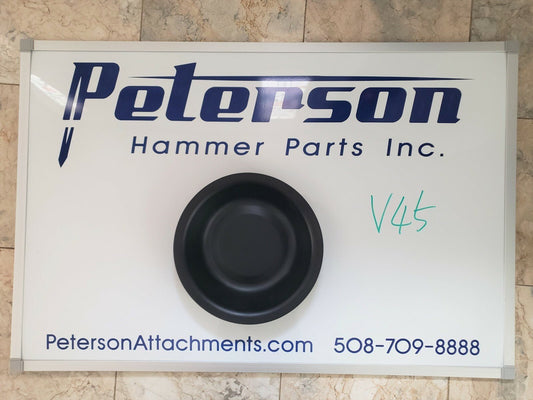 Peterson
Hammer Parts Inc.
V45
PetersonAttachments.com 508-709-8888